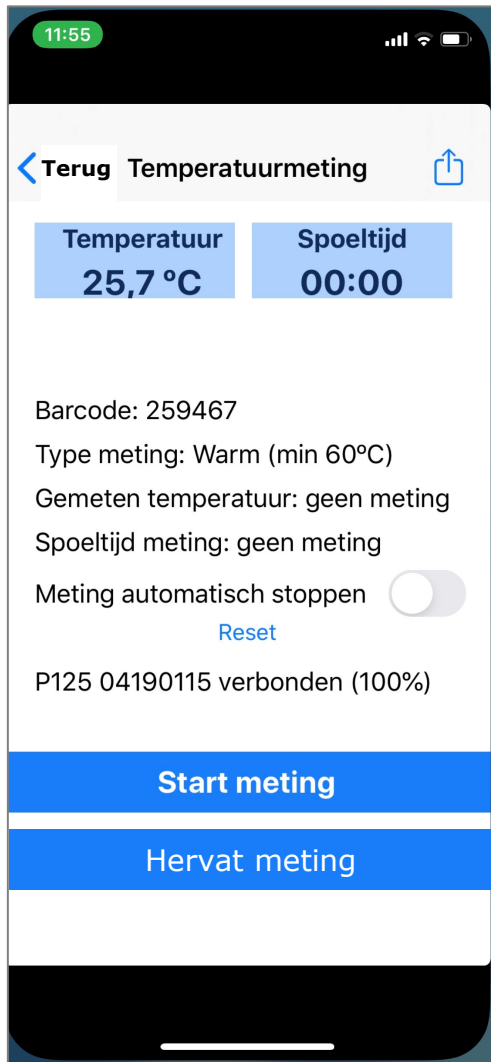 11:55
Terug Temperatuurmeting
Temperatuur Spoeltijd
25,7 °C 00:00
Barcode: 259467
Type meting: Warm (min 60°C)
Gemeten temperatuur: geen meting
Spoeltijd meting: geen meting
Meting automatisch stoppen
Reset
P125 04190115 verbonden (100%)
Start meting
Hervat meting